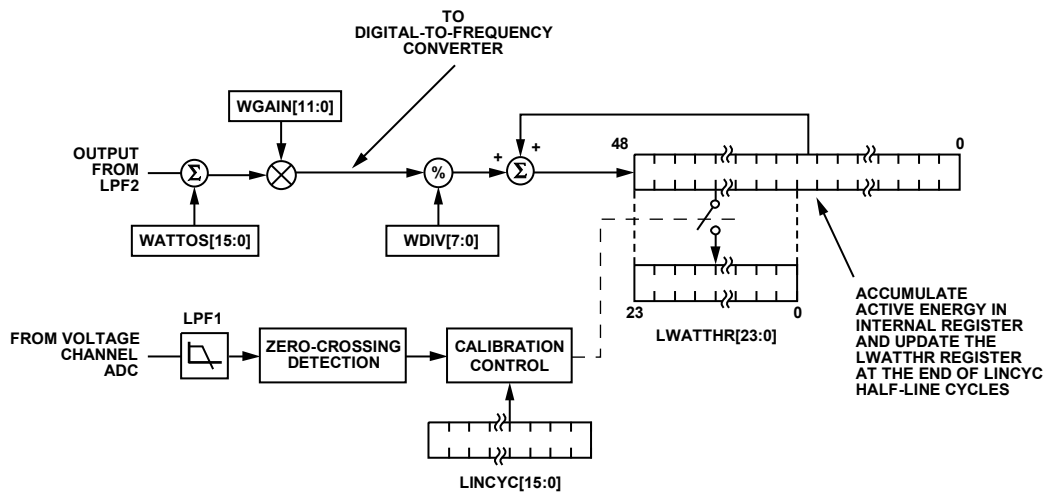 TO
DIGITAL-TO-FREQUENCY
CONVERTER
WGAIN[11:0]
OUTPUT
FROM
LPF2
Σ
%
+
+
Σ
48
0
WATTOS[15:0]
WDIV[7:0]
23
0
LWATTHR[23:0]
ACCUMULATE
ACTIVE ENERGY IN
INTERNAL REGISTER
AND UPDATE THE
LWATTHR REGISTER
AT THE END OF LINCYC
HALF-LINE CYCLES
FROM VOLTAGE
CHANNEL
ADC
LPF1
ZERO-CROSSING
DETECTION
CALIBRATION
CONTROL
LINCYC[15:0]